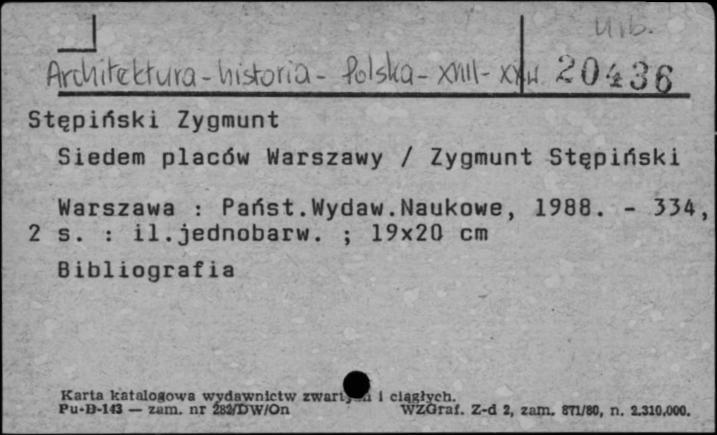 urb.
Architektura - historia - Polska - XVIII - XX w. 20436
Stępiński Zygmunt
Siedem placów Warszawy / Zygmunt Stępiński
Warszawa : Państ.Wydaw.Naukowe, 1988. - 334,
2 s. : il.jednobarw. ; 19x20 cm
Bibliografia
Karta katalogowa wydawnictw i ciągłych.
Pu-D-143 — zam. nr 282/DW/On WZGraf. Z-d 2, zam. 871/80, n. 2.310.000.